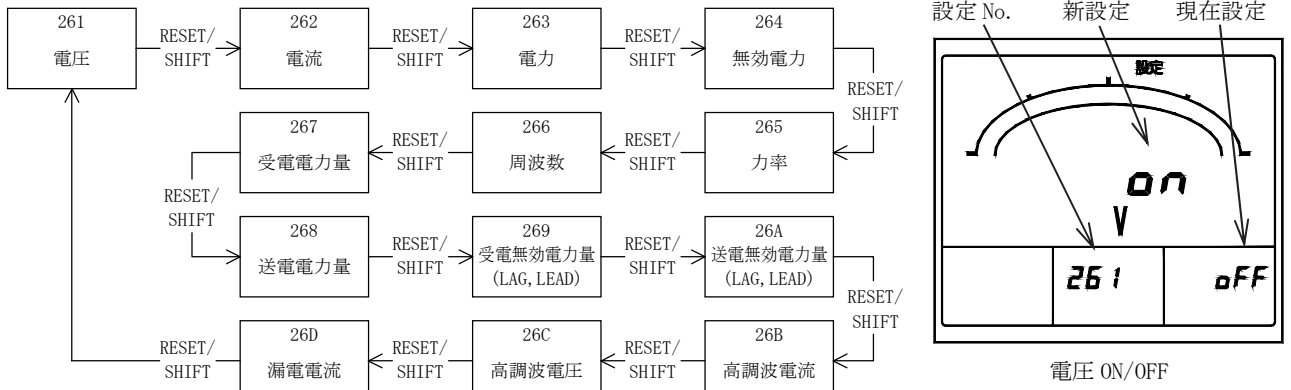 261
電圧
RESET/
SHIFT
262
電流
RESET/
SHIFT
263
電力
RESET/
SHIFT
264
無効電力
RESET/
SHIFT
267
受電電力量
RESET/
SHIFT
266
周波数
RESET/
SHIFT
265
力率
RESET/
SHIFT
268
送電電力量
RESET/
SHIFT
269
受電無効電力量
(LAG,LEAD)
RESET/
SHIFT
26A
送電無効電力量
(LAG,LEAD)
RESET/
SHIFT
RESET/
SHIFT
26D
漏電電流
RESET/
SHIFT
26C
高調波電圧
RESET/
SHIFT
26B
高調波電流
設定 No. 新設定 現在設定
設定
on
V
261 oFF
電圧 ON/OFF